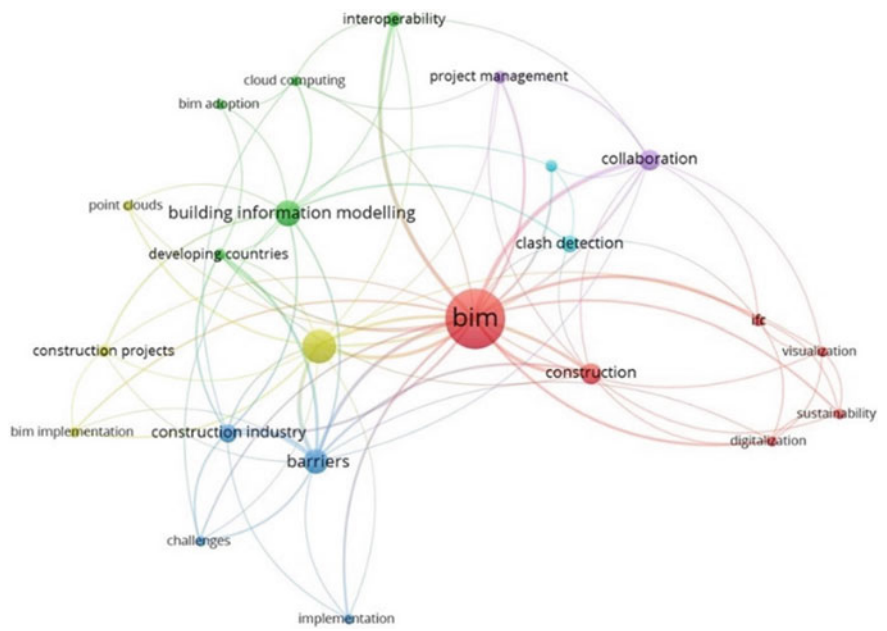 interoperability
project management
cloud computing
bim adoption
collaboration
point clouds
building information modelling
clash detection
developing countries
bim
ifc
construction projects
visualization
construction
sustainability
bim implementation
construction industry
digitalization
barriers
challenges
implementation